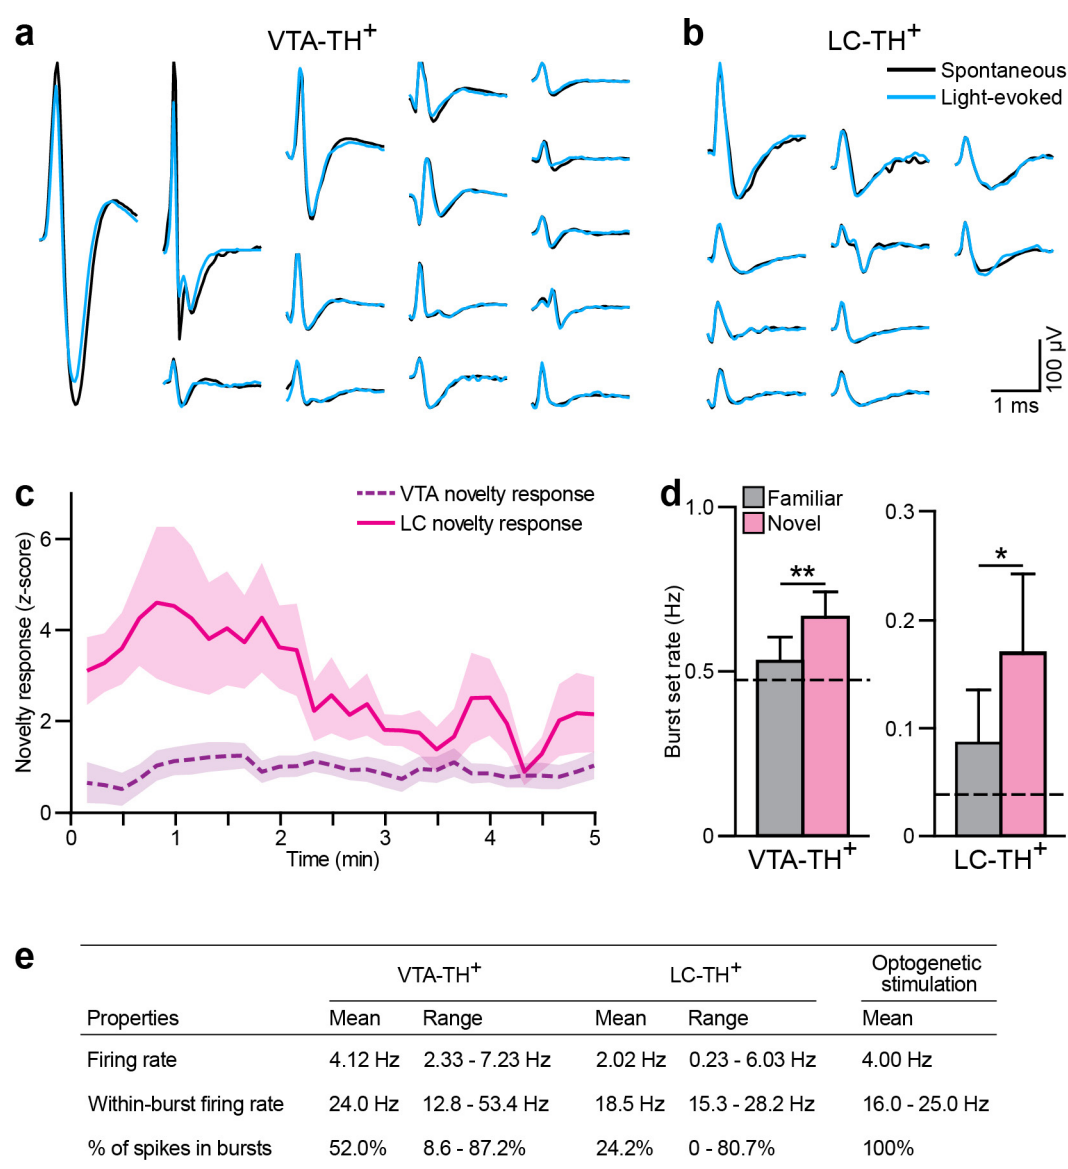 a
VTA-TH+
b
LC-TH+
Spontaneous
Light-evoked
100 µV
1 ms
c
VTA novelty response
LC novelty response
Novelty response (z-score)
6
4
2
0
0 1 2 3 4 5
Time (min)
d
Familiar
Novel
Burst set rate (Hz)
1.0
0.5
0
**
VTA-TH+
0.3
0.2
0.1
0
*
LC-TH+
e
VTA-TH+ LC-TH+ Optogenetic
stimulation
Properties Mean Range Mean Range Mean
Firing rate 4.12 Hz 2.33 - 7.23 Hz 2.02 Hz 0.23 - 6.03 Hz 4.00 Hz
Within-burst firing rate 24.0 Hz 12.8 - 53.4 Hz 18.5 Hz 15.3 - 28.2 Hz 16.0 - 25.0 Hz
% of spikes in bursts 52.0% 8.6 - 87.2% 24.2% 0 - 80.7% 100%